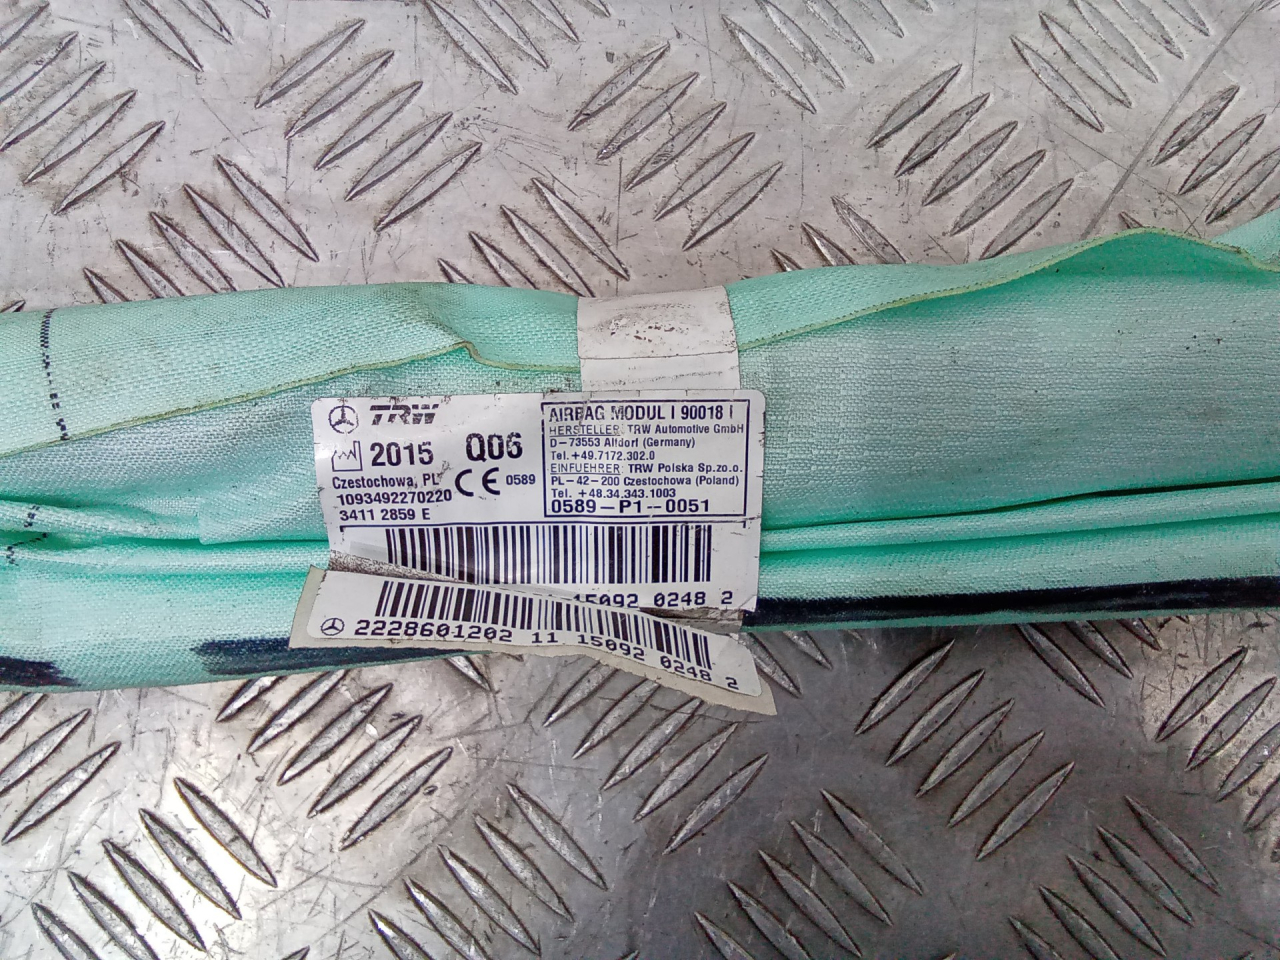 TRW
2015 Q06
Czestochowa, PL
CE 0589
1093492270220
3411 2859 E
AIRBAG MODUL I 90018 I
HERSTELLER: TRW Automotive GmbH
D-73553 Alfdorf (Germany)
Tel. +49.7172.302.0
EINFUEHRER: TRW Polska Sp.zo.o.
PL-42-200 Czestochowa (Poland)
Tel. +48.34.343.1003
0589-P1-0051
15092 0248 2
2228601202 11 15092 0248 2